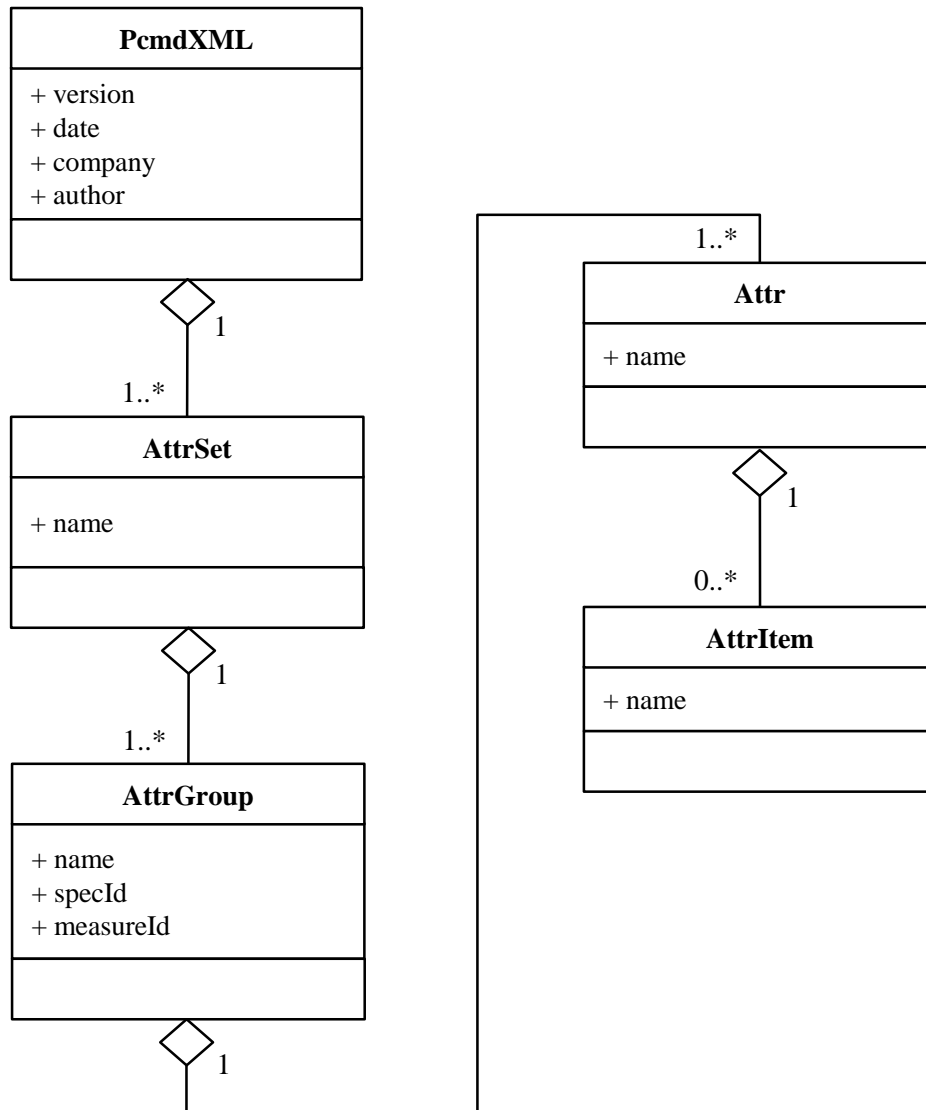 PcmdXML
+ version
+ date
+ company
+ author
1
1..*
AttrSet
+ name
1
1..*
AttrGroup
+ name
+ specId
+ measureId
1
1..*
Attr
+ name
1
0..*
AttrItem
+ name